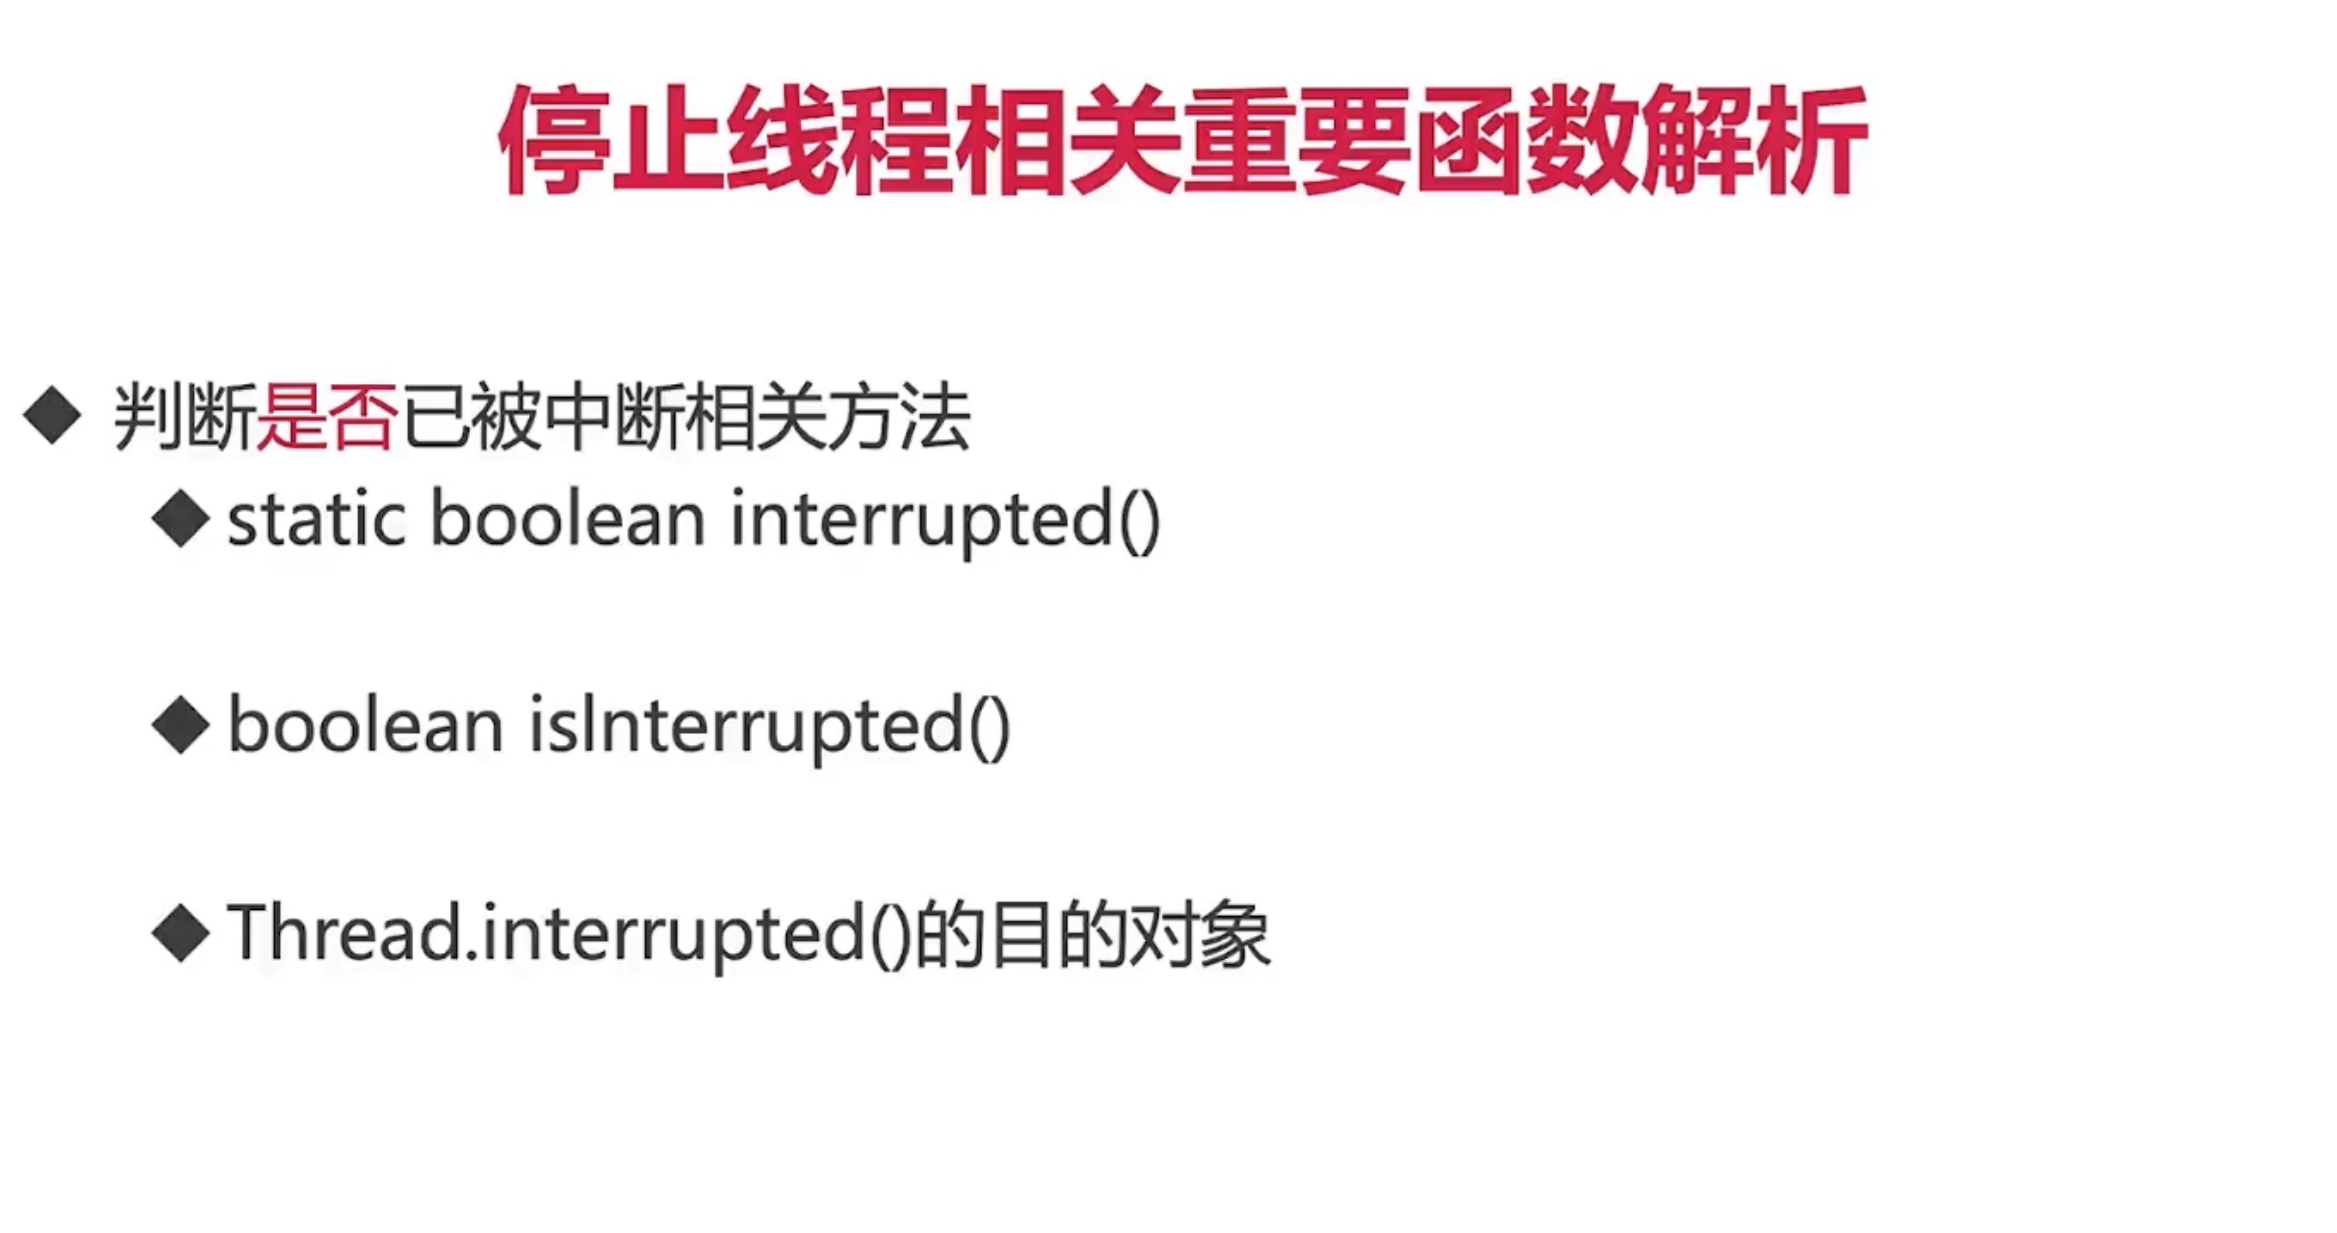 停止线程相关重要函数解析
◆ 判断是否已被中断相关方法
◆ static boolean interrupted()
◆ boolean isInterrupted()
◆ Thread.interrupted()的目的对象